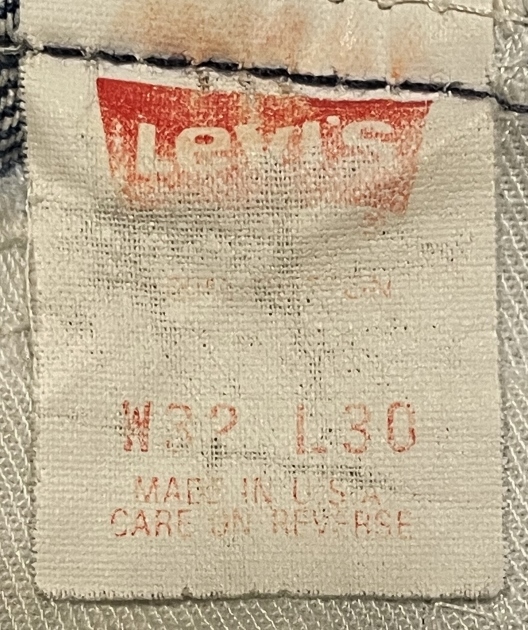 Levi's
W32 L30
MADE IN U S A
CARE ON REVERSE